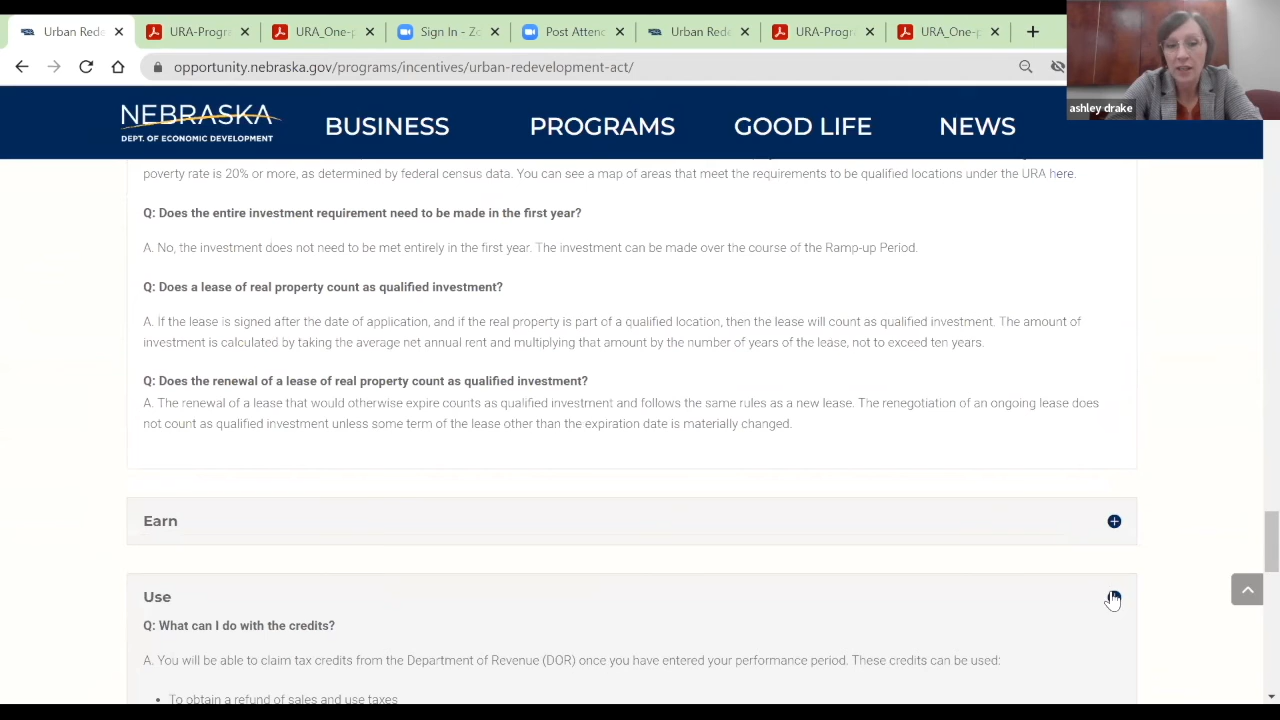 Urban Rede
URA-Progr
URA_One-p
Sign In - Zo
Post Attend
Urban Reda
URA-Progr
URA_One-p
opportunity.nebraska.gov/programs/incentives/urban-redevelopment-act/
ashley drake
NEBRASKA
DEPT. OF ECONOMIC DEVELOPMENT
BUSINESS
PROGRAMS
GOOD LIFE
NEWS
poverty rate is 20% or more, as determined by federal census data. You can see a map of areas that meet the requirements to be qualified locations under the URA here.
Q: Does the entire investment requirement need to be made in the first year?
A. No, the investment does not need to be met entirely in the first year. The investment can be made over the course of the Ramp-up Period.
Q: Does a lease of real property count as qualified investment?
A. If the lease is signed after the date of application, and if the real property is part of a qualified location, then the lease will count as qualified investment. The amount of
investment is calculated by taking the average net annual rent and multiplying that amount by the number of years of the lease, not to exceed ten years.
Q: Does the renewal of a lease of real property count as qualified investment?
A. The renewal of a lease that would otherwise expire counts as qualified investment and follows the same rules as a new lease. The renegotiation of an ongoing lease does
not count as qualified investment unless some term of the lease other than the expiration date is materially changed.
Earn
Use
Q: What can I do with the credits?
A. You will be able to claim tax credits from the Department of Revenue (DOR) once you have entered your performance period. These credits can be used:
• To obtain a refund of sales and use taxes